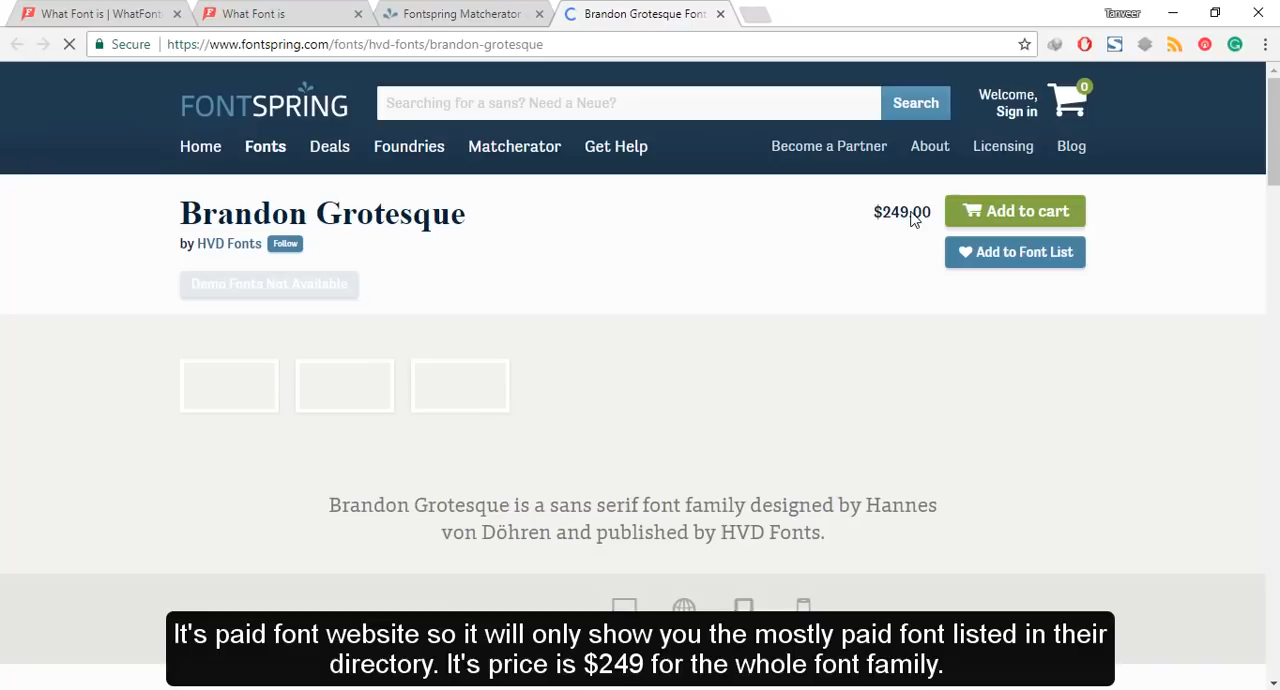 What Font is | WhatFont
What Font is
Fontspring Matcherator
Brandon Grotesque Font
Tanveer
Secure
https://www.fontspring.com/fonts/hvd-fonts/brandon-grotesque
FONTSPRING
Searching for a sans? Need a Neue?
Search
Welcome,
Sign in
0
Home Fonts Deals Foundries Matcherator Get Help
Become a Partner About Licensing Blog
Brandon Grotesque
$249.00
Add to cart
by HVD Fonts Follow
Add to Font List
Demo Fonts Not Available
Brandon Grotesque is a sans serif font family designed by Hannes
von Döhren and published by HVD Fonts.
It's paid font website so it will only show you the mostly paid font listed in their
directory. It's price is $249 for the whole font family.